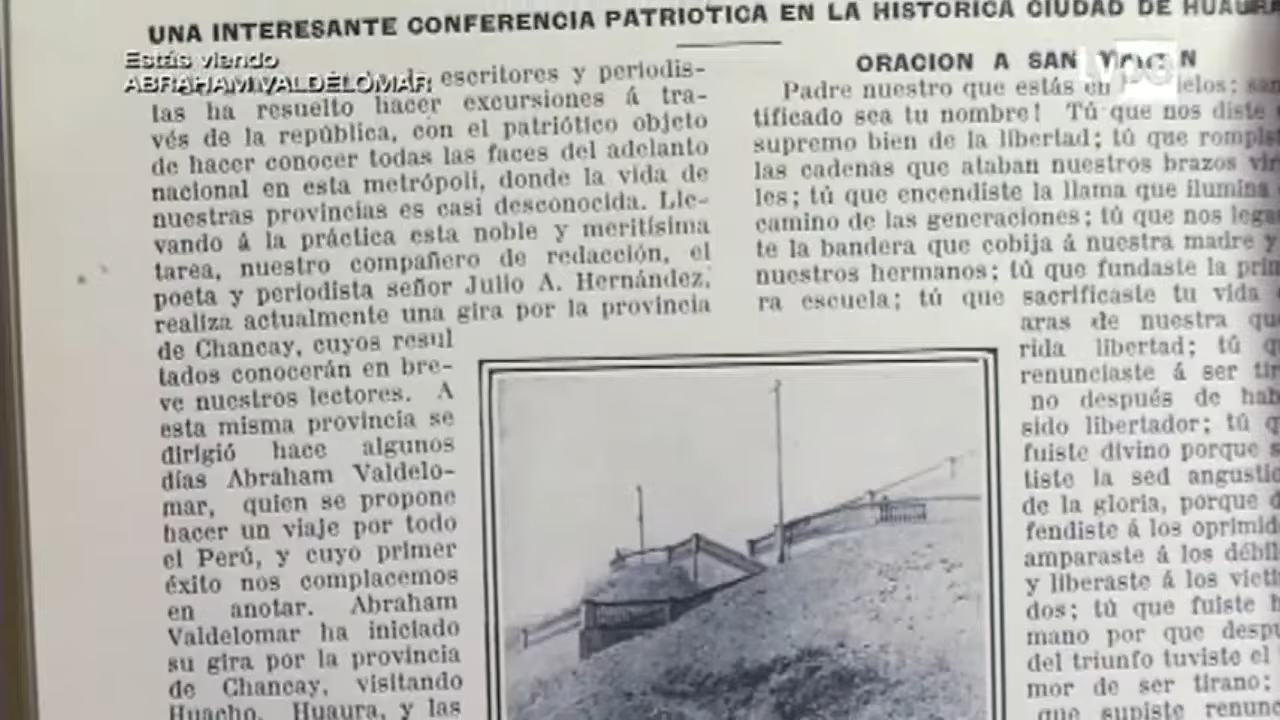 UNA INTERESANTE CONFERENCIA PATRIOTICA EN LA HISTORICA CIUDAD DE HUAURA
Estás viendo
ABRAHAM VALDELOMAR
escritores y periodis-
tas ha resuelto hacer excursiones á tra-
vés de la república, con el patriótico objeto
de hacer conocer todas las faces del adelanto
nacional en esta metrópoli, donde la vida de
nuestras provincias es casi desconocida. Lle-
vando á la práctica esta noble y meritísima
tarea, nuestro compañero de redacción, el
poeta y periodista señor Julio A. Hernández,
realiza actualmente una gira por la provincia
de Chancay, cuyos resul
tados conocerán en bre-
ve nuestros lectores. A
esta misma provincia se
dirigió hace algunos
días Abraham Valdelo-
mar, quien se propone
hacer un viaje por todo
el Perú, y cuyo primer
éxito nos complacemos
en anotar. Abraham
Valdelomar ha iniciado
su gira por la provincia
de Chancay, visitando
Huacho, Huaura, y las
ORACION A SAN
Padre nuestro que estás en
tificado sea tu nombre! Tú que nos diste
supremo bien de la libertad; tú que rompis
las cadenas que ataban nuestros brazos viri
les; tú que encendiste la llama que ilumina
camino de las generaciones; tú que nos lega
te la bandera que cobija á nuestra madre y
nuestros hermanos; tú que fundaste la prim
ra escuela; tú que sacrificaste tu vida
aras de nuestra que
rida libertad; tú q
renunciaste á ser tir
no después de hab
sido libertador; tú q
fuiste divino porque s
tiste la sed angustio
de la gloria, porque d
fendiste á los oprimid
amparaste á los débil
y liberaste á los victi
dos; tú que fuiste h
mano por que despu
del triunfo tuviste el
mor de ser tirano;
que supiste renunc